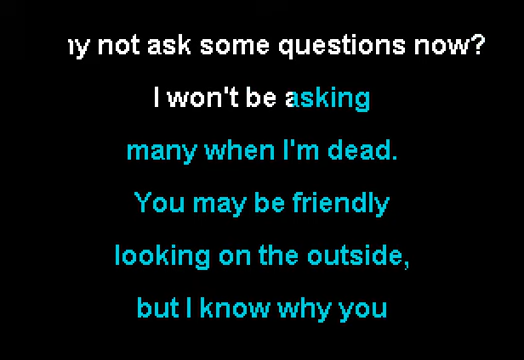 not ask some questions now?
I won't be asking
many when I'm dead.
You may be friendly
looking on the outside,
but I know why you